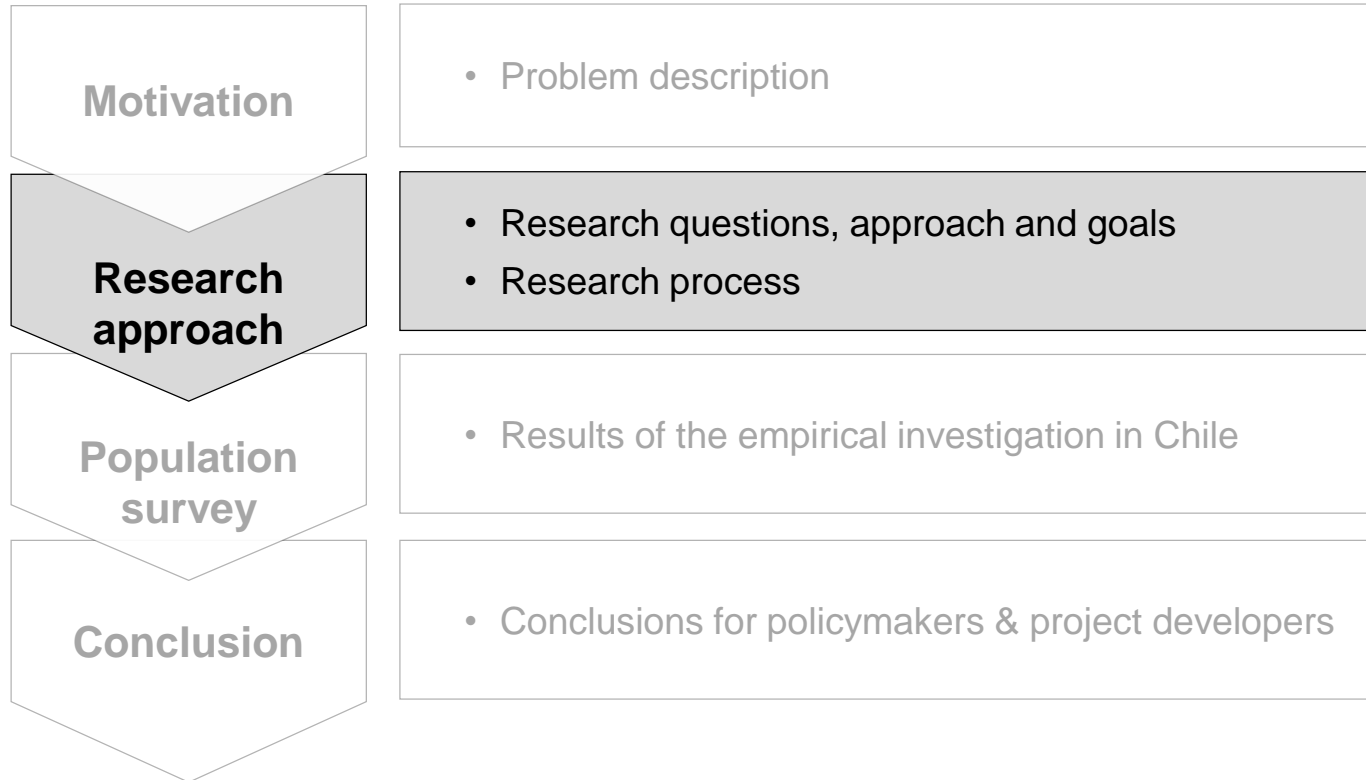 Motivation
• Problem description
Research
approach
• Research questions, approach and goals
• Research process
Population
survey
• Results of the empirical investigation in Chile
Conclusion
• Conclusions for policymakers & project developers